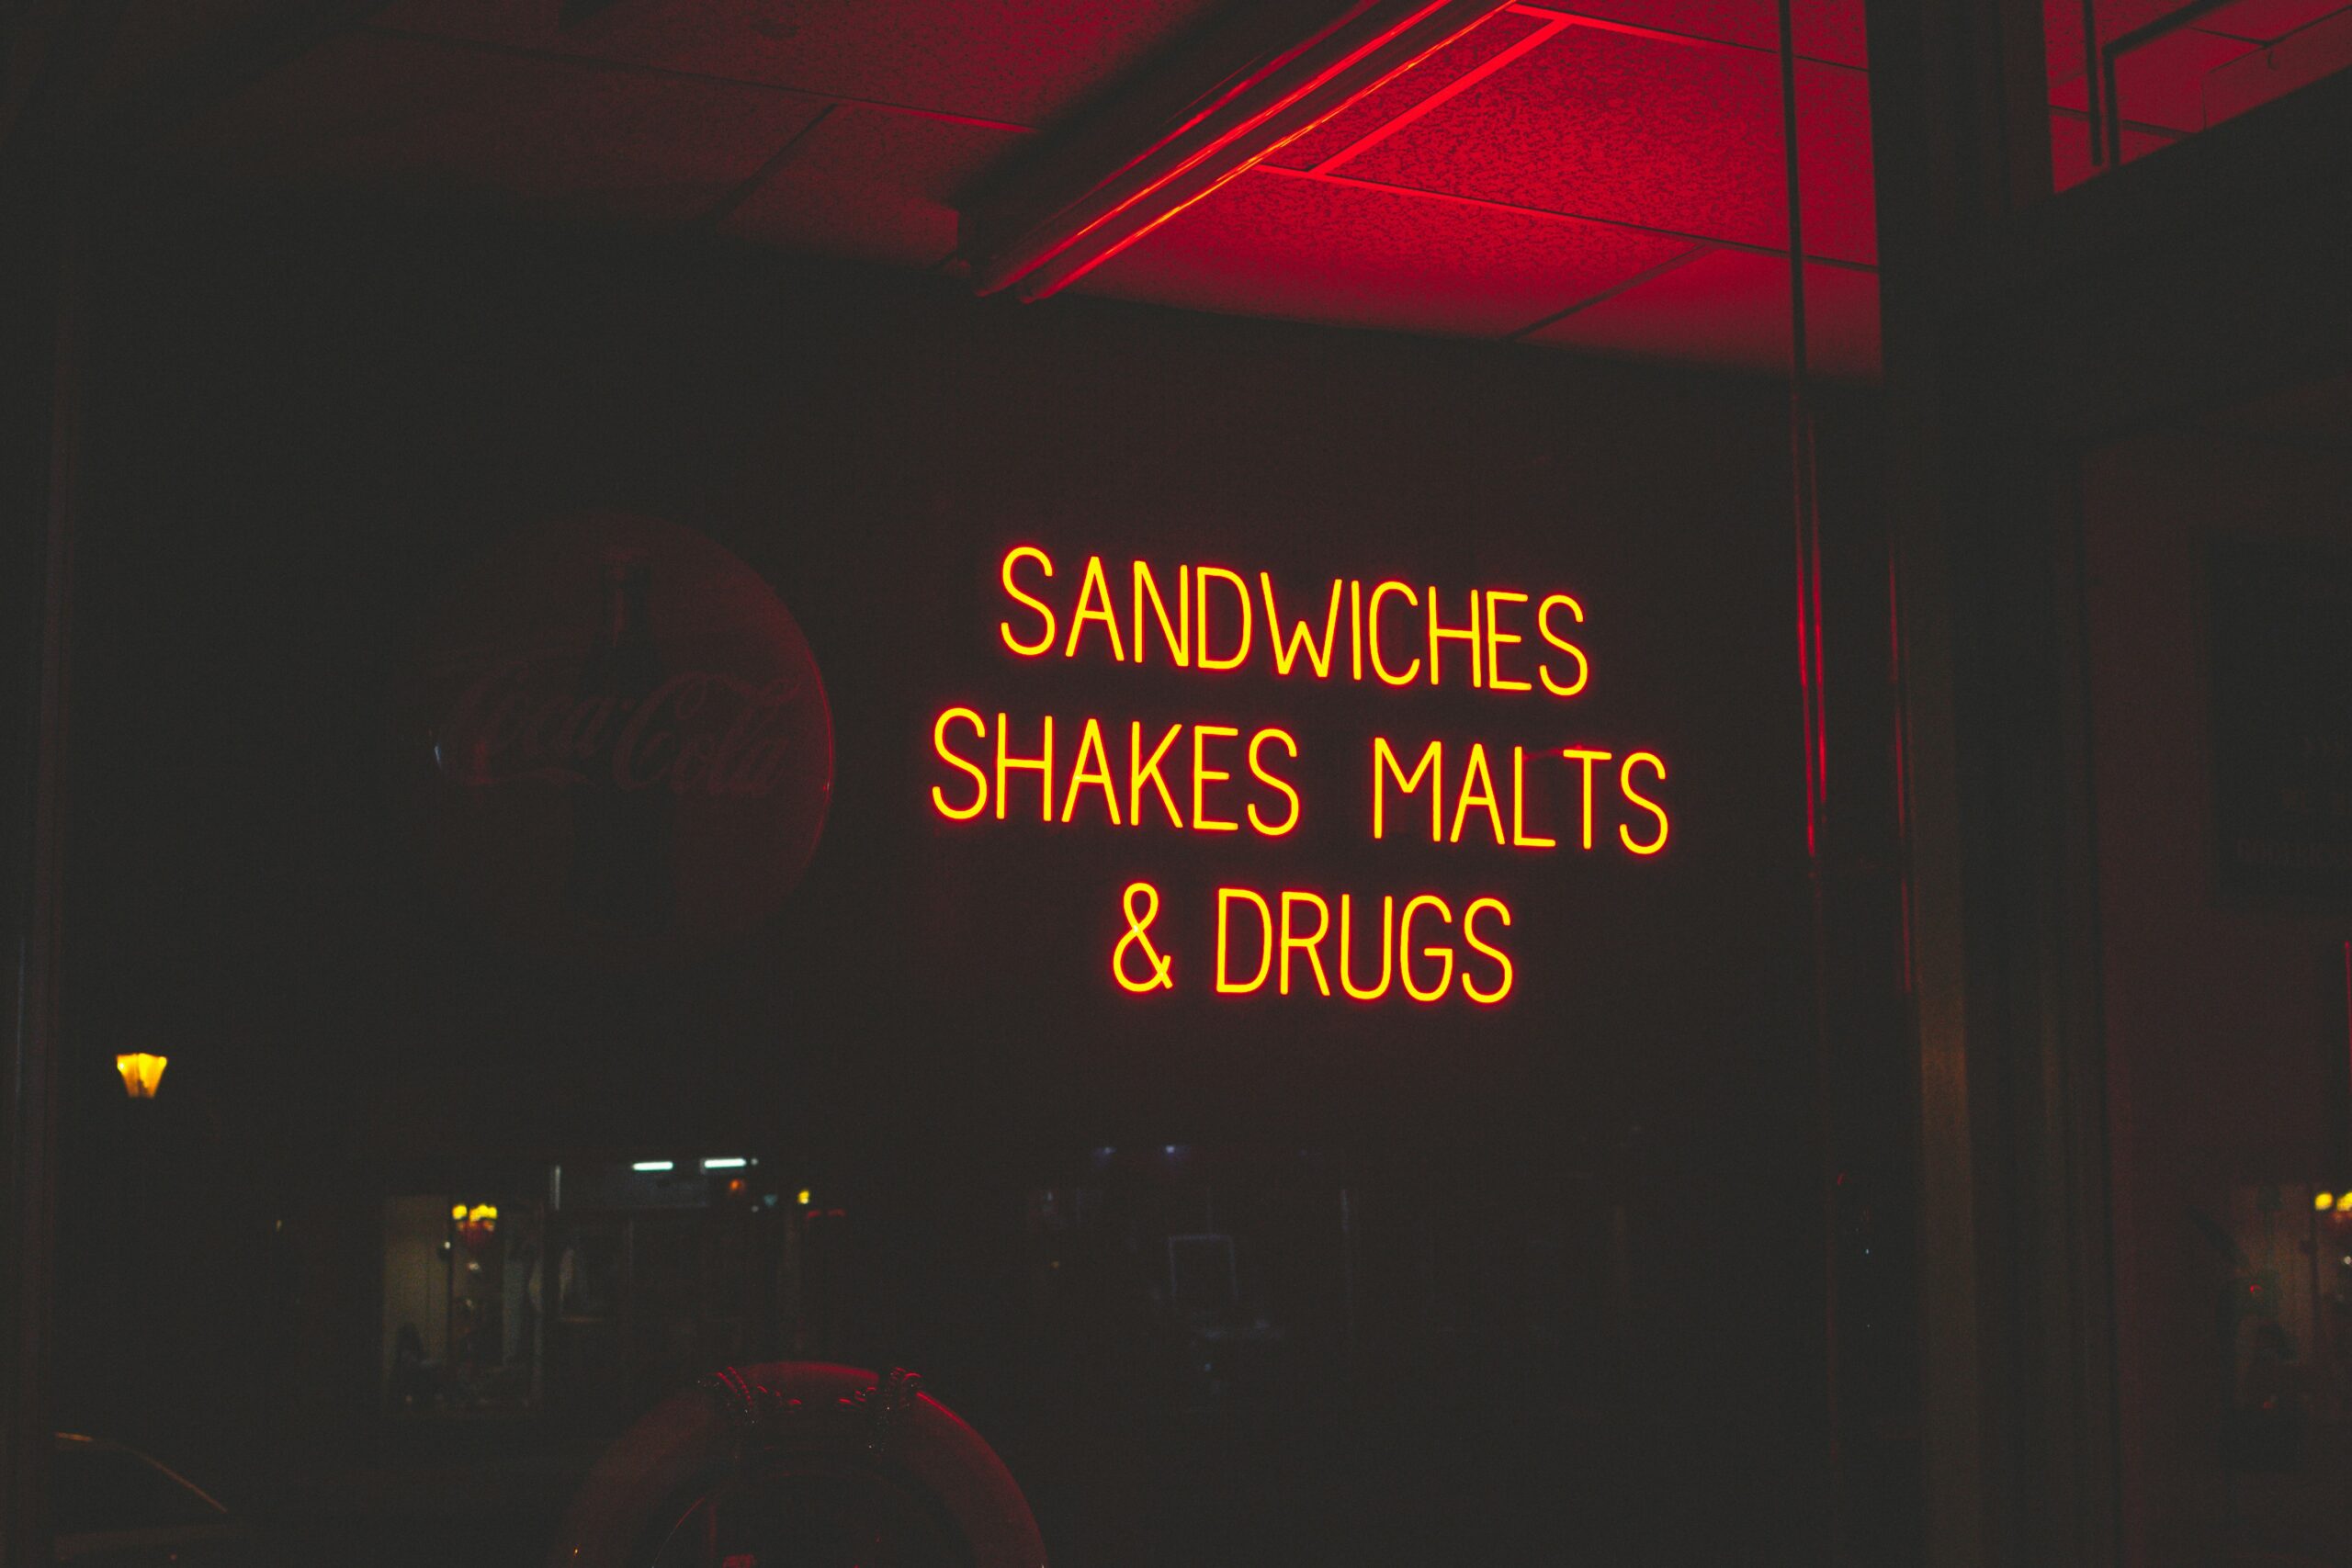 Coca-Cola
SANDWICHES
SHAKES MALTS
& DRUGS